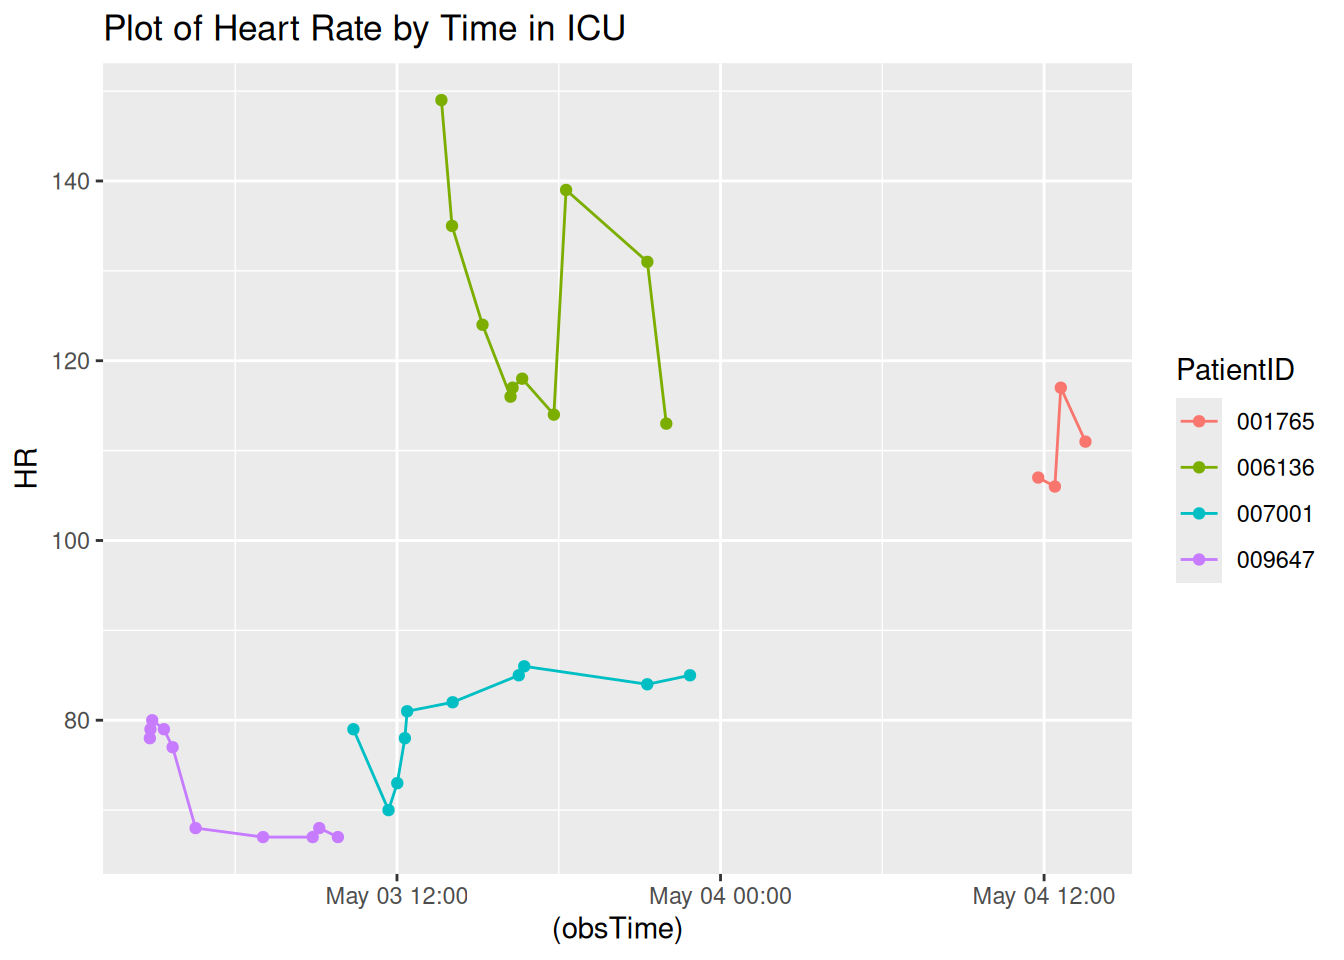 Plot of Heart Rate by Time in ICU
140
120
100
80
HR
May 03 12:00
May 04 00:00
May 04 12:00
(obsTime)
PatientID
001765
006136
007001
009647